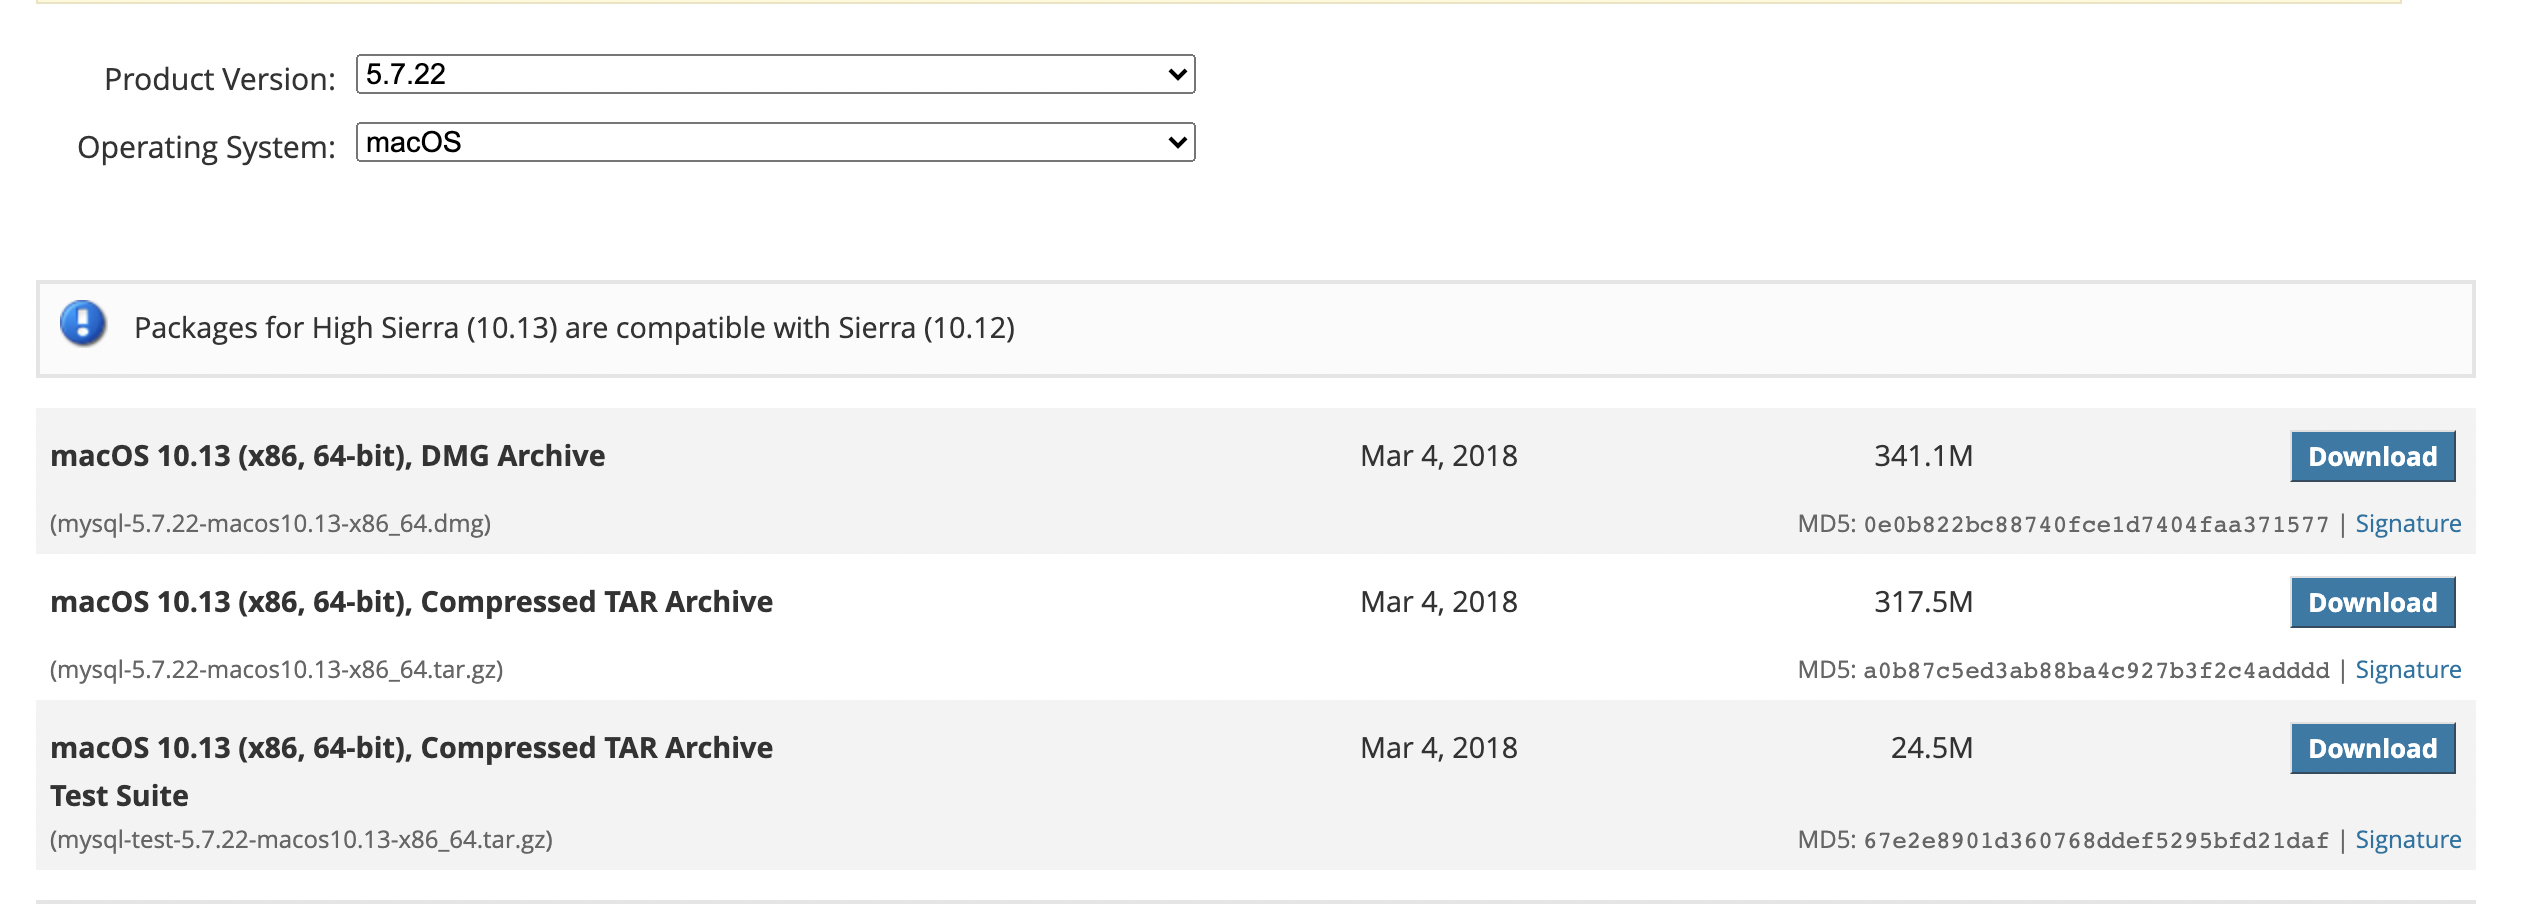 Product Version: 5.7.22
Operating System: macOS
Packages for High Sierra (10.13) are compatible with Sierra (10.12)
macOS 10.13 (x86, 64-bit), DMG Archive Mar 4, 2018 341.1M Download
(mysql-5.7.22-macos10.13-x86_64.dmg) MD5: 0e0b822bc88740fce1d7404faa371577 | Signature
macOS 10.13 (x86, 64-bit), Compressed TAR Archive Mar 4, 2018 317.5M Download
(mysql-5.7.22-macos10.13-x86_64.tar.gz) MD5: a0b87c5ed3ab88ba4c927b3f2c4adddd | Signature
macOS 10.13 (x86, 64-bit), Compressed TAR Archive Mar 4, 2018 24.5M Download
Test Suite
(mysql-test-5.7.22-macos10.13-x86_64.tar.gz) MD5: 67e2e8901d360768ddef5295bfd21daf | Signature